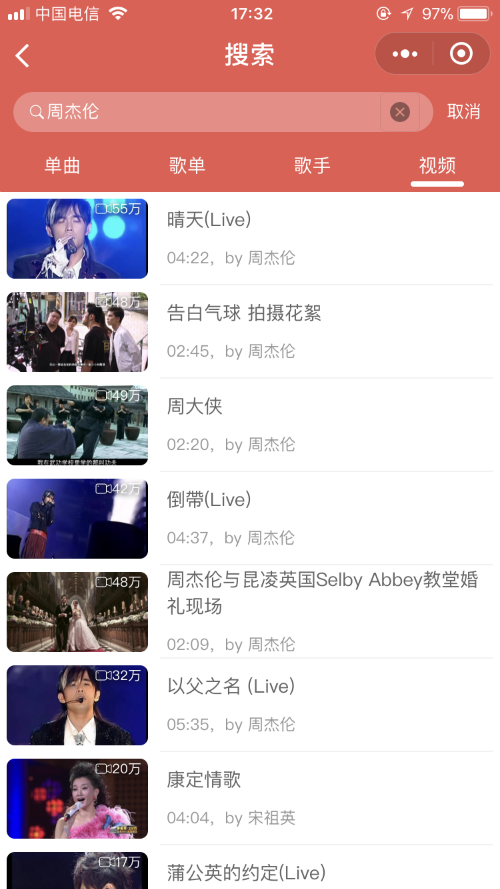 中国电信
17:32
97%
搜索
周杰伦
取消
单曲
歌单
歌手
视频
55万
晴天(Live)
04:22，by 周杰伦
48万
告白气球 拍摄花絮
02:45，by 周杰伦
49万
周大侠
02:20，by 周杰伦
42万
倒帶(Live)
04:37，by 周杰伦
48万
周杰伦与昆凌英国Selby Abbey教堂婚
礼现场
02:09，by 周杰伦
32万
以父之名 (Live)
05:35，by 周杰伦
20万
康定情歌
04:04，by 宋祖英
17万
蒲公英的约定(Live)